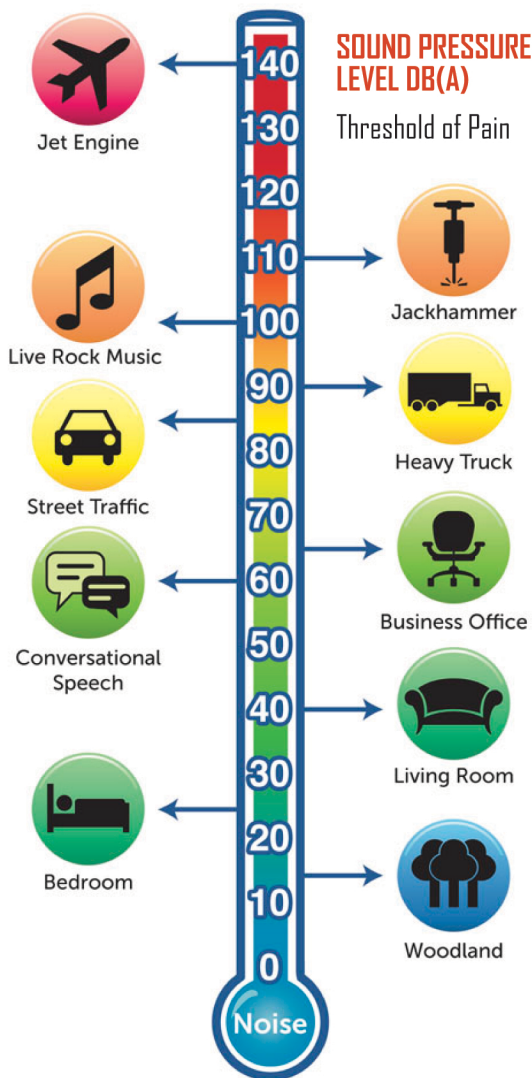 SOUND PRESSURE
LEVEL DB(A)
Threshold of Pain
140
Jet Engine
130
120
110
Jackhammer
100
Live Rock Music
90
Heavy Truck
80
Street Traffic
70
60
Business Office
Conversational
Speech
50
40
Living Room
30
20
Bedroom
10
Woodland
0
Noise